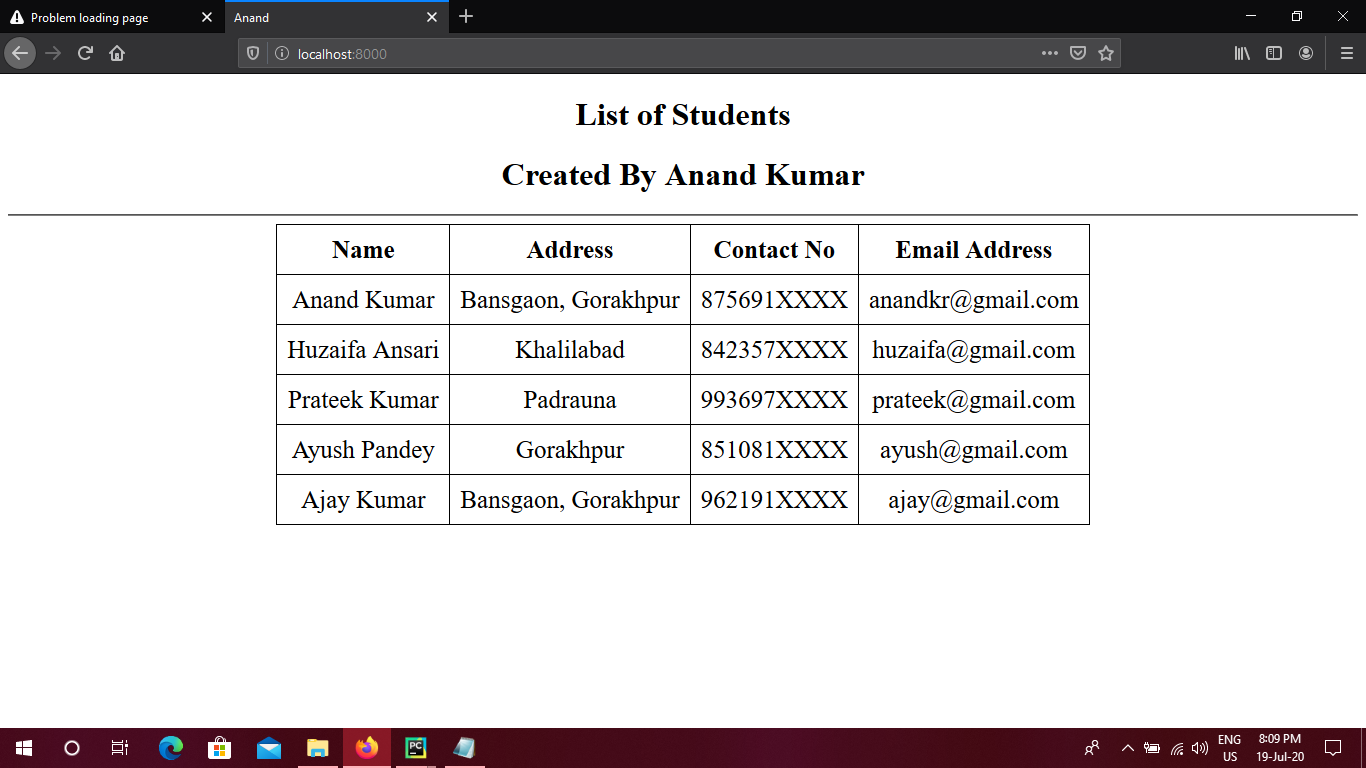 Problem loading page
Anand
localhost:8000
List of Students
Created By Anand Kumar
Name Address Contact No Email Address
Anand Kumar Bansgaon, Gorakhpur 875691XXXX anandkr@gmail.com
Huzaifa Ansari Khalilabad 842357XXXX huzaifa@gmail.com
Prateek Kumar Padrauna 993697XXXX prateek@gmail.com
Ayush Pandey Gorakhpur 851081XXXX ayush@gmail.com
Ajay Kumar Bansgaon, Gorakhpur 962191XXXX ajay@gmail.com
PC
ENG 8:09 PM
US 19-Jul-20